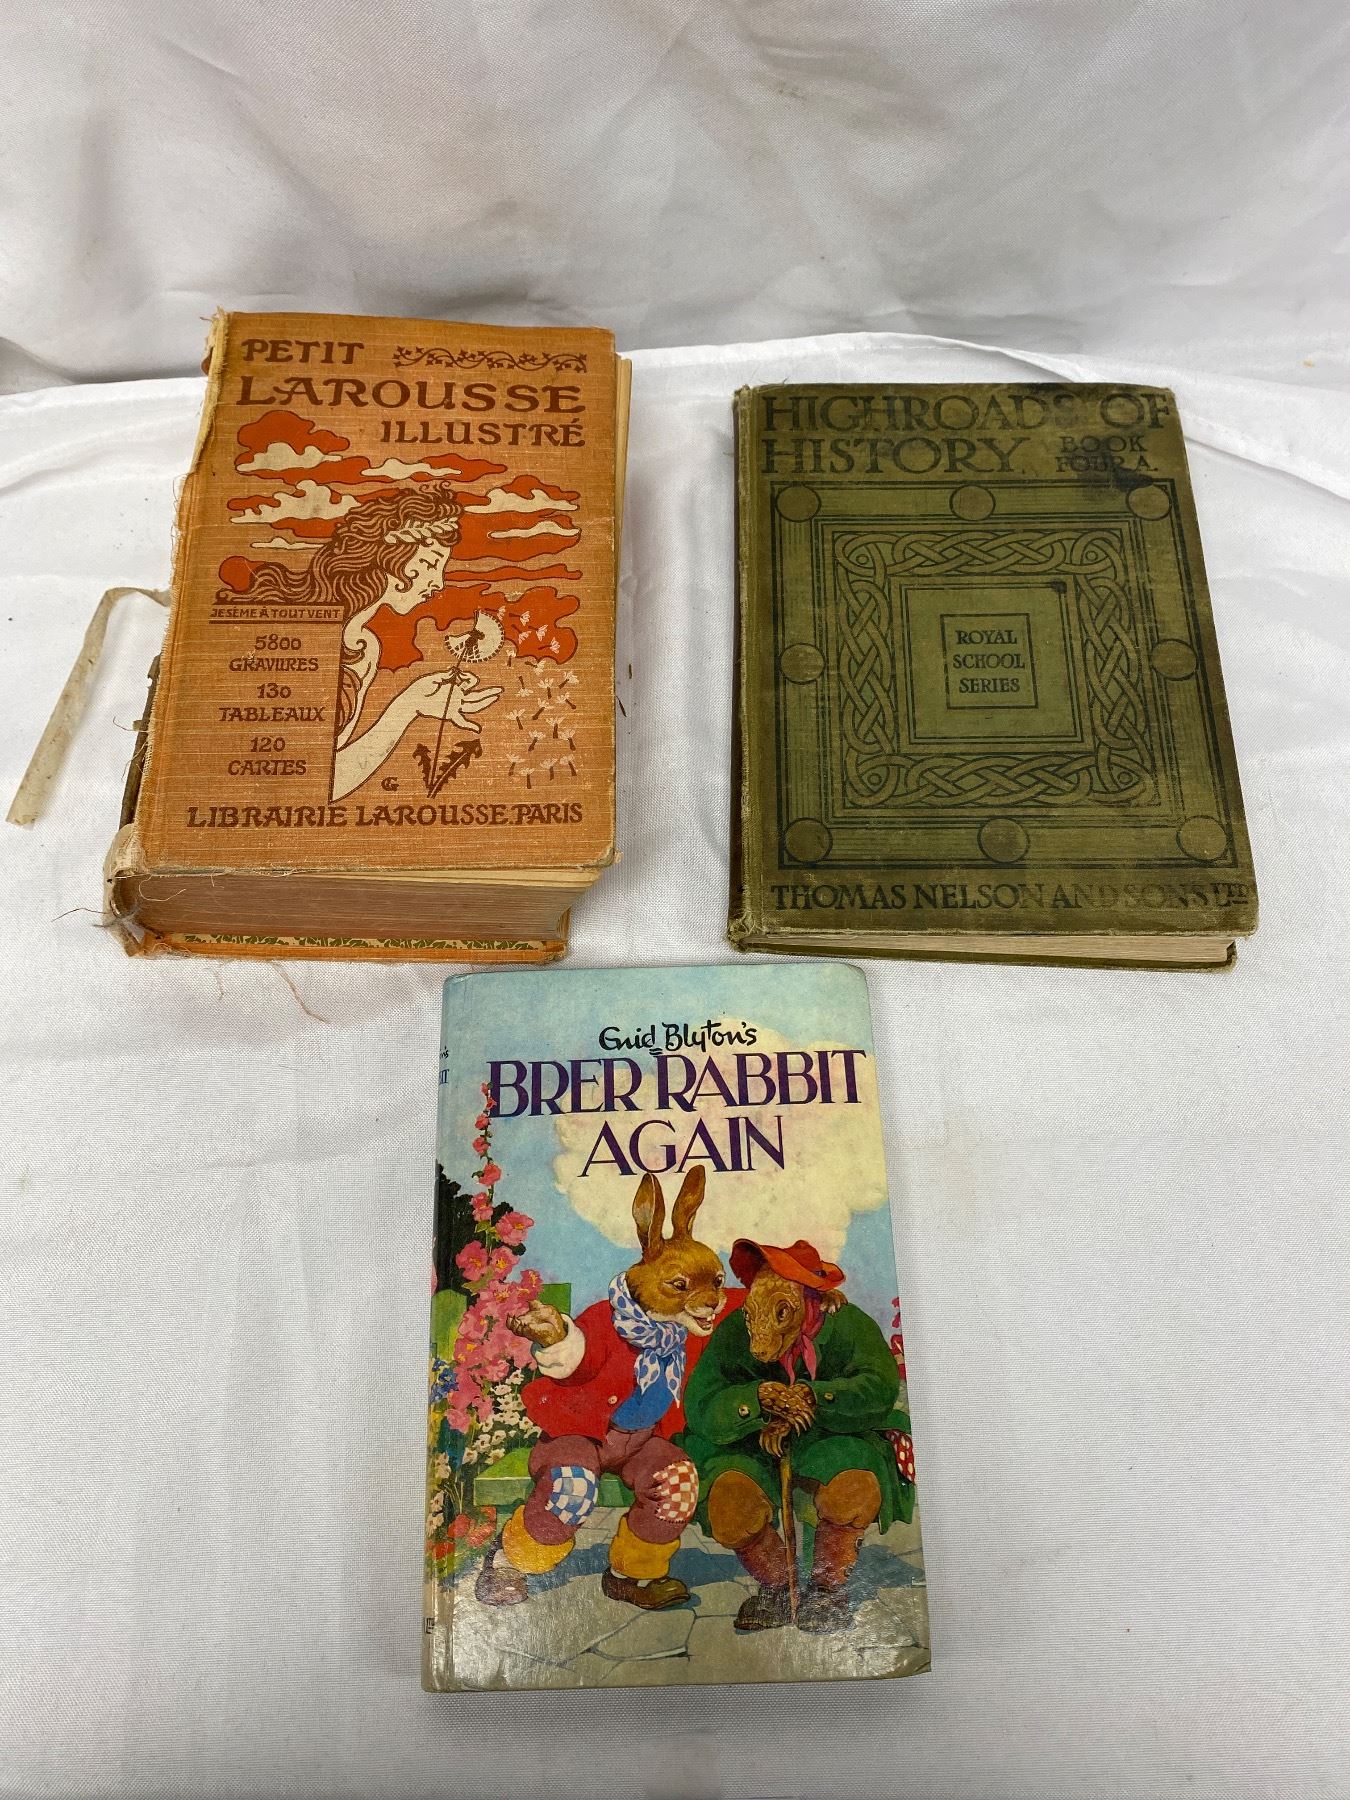 PETIT
LAROUSSE
ILLUSTRÉ
JE SÈME À TOUT VENT
5800
GRAVURES
130
TABLEAUX
120
CARTES
G
LIBRAIRIE LAROUSSE. PARIS
HIGHROADS OF
HISTORY BOOK
FOUR A.
ROYAL
SCHOOL
SERIES
THOMAS NELSON AND SONS LTD
Enid Blyton's
BRER RABBIT
AGAIN